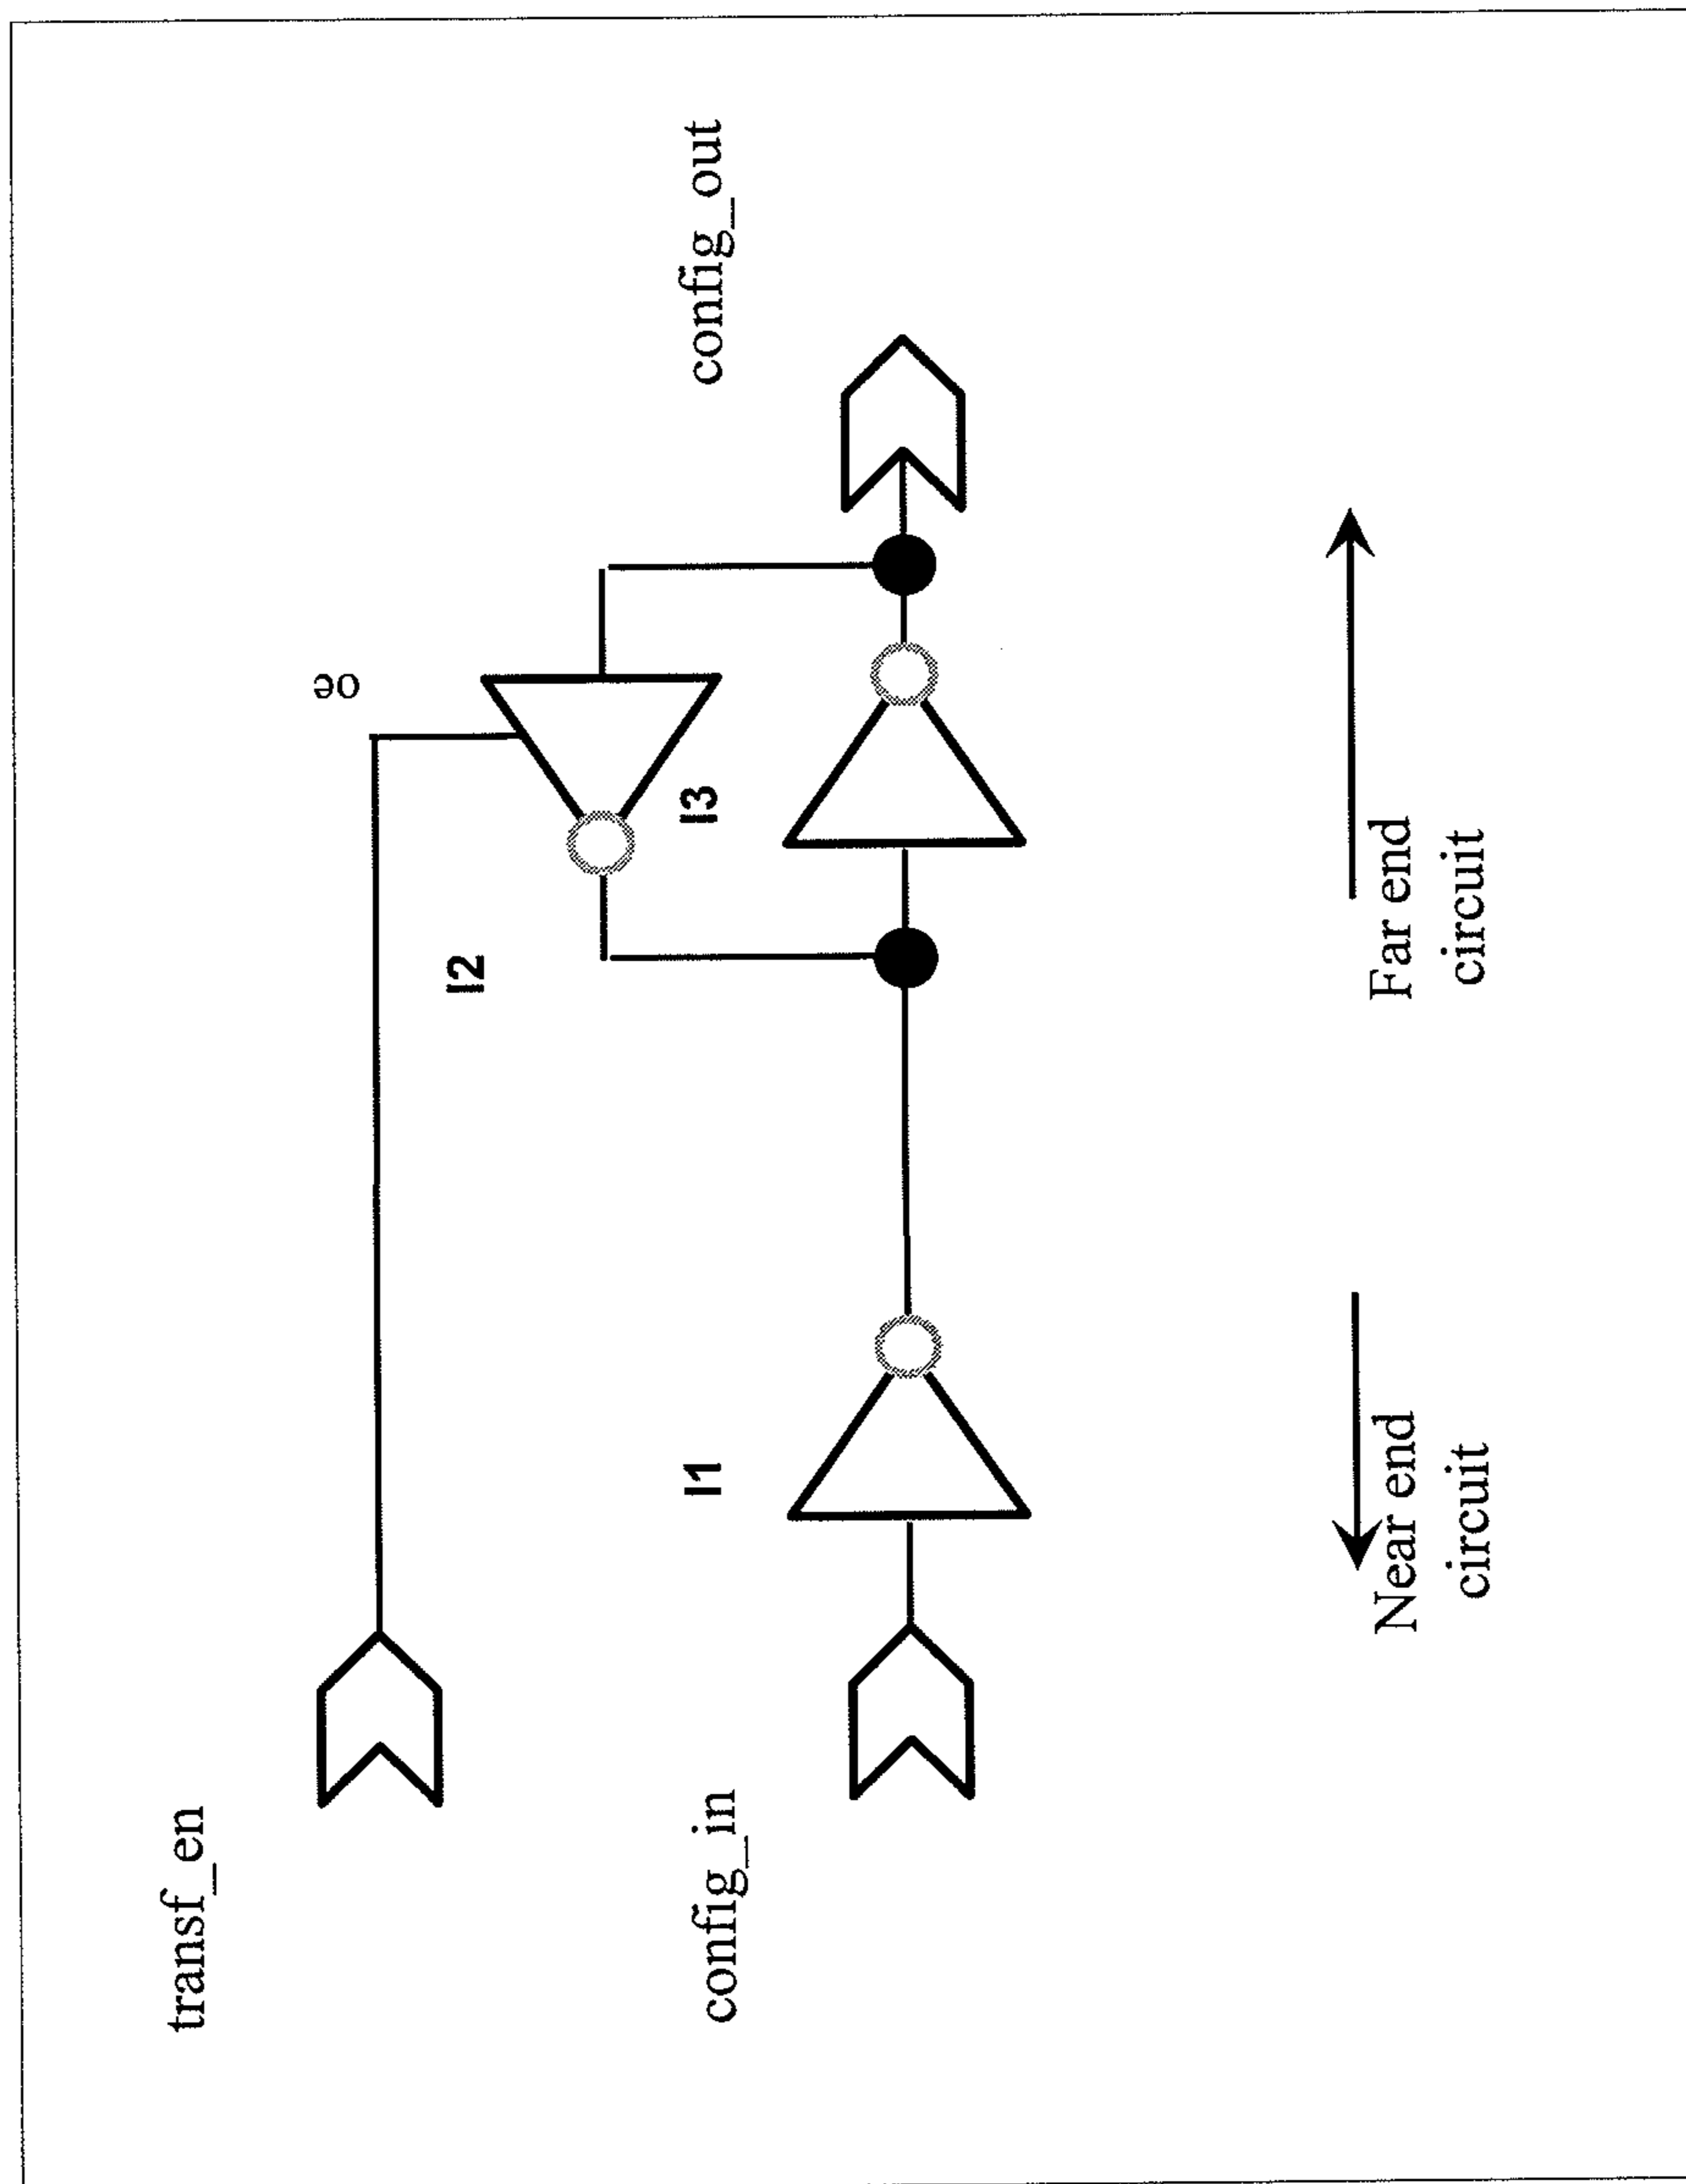 transf_en
oe
I2
config_in
I1
I3
config_out
Near end
circuit
Far end
circuit